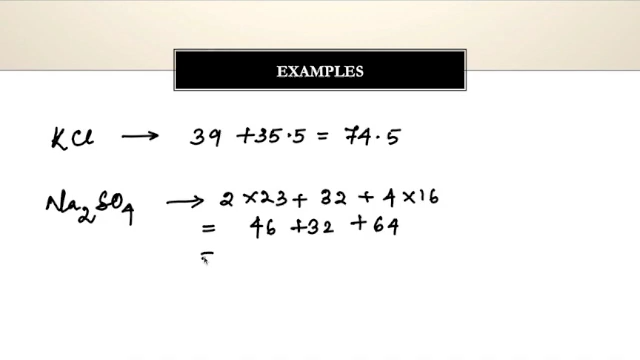 EXAMPLES
KCl → 39 + 35.5 = 74.5
Na₂SO₄ → 2 × 23 + 32 + 4 × 16
= 46 + 32 + 64
=